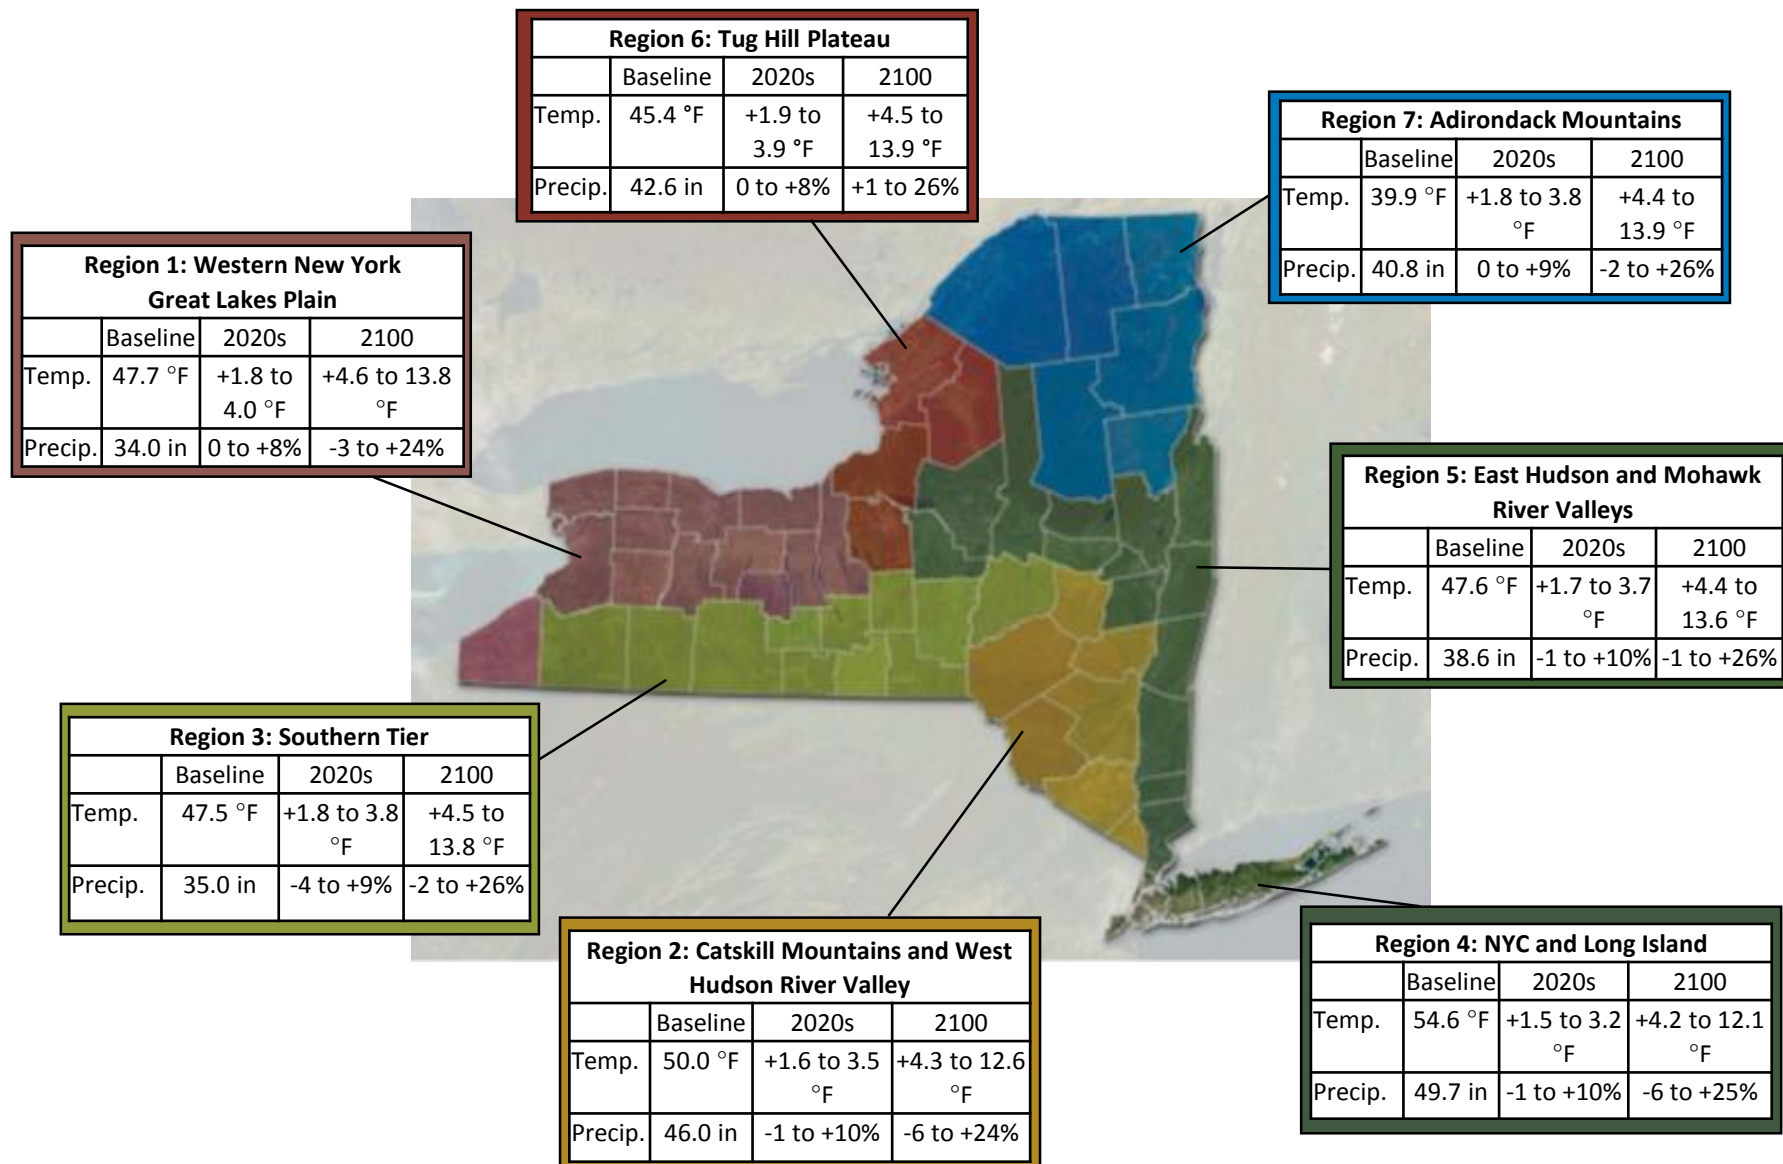 Region 6: Tug Hill Plateau
Baseline 2020s 2100
Temp. 45.4 °F +1.9 to 3.9 °F +4.5 to 13.9 °F
Precip. 42.6 in 0 to +8% +1 to 26%
Region 7: Adirondack Mountains
Baseline 2020s 2100
Temp. 39.9 °F +1.8 to 3.8 °F +4.4 to 13.9 °F
Precip. 40.8 in 0 to +9% -2 to +26%
Region 1: Western New York
Great Lakes Plain
Baseline 2020s 2100
Temp. 47.7 °F +1.8 to 4.0 °F +4.6 to 13.8 °F
Precip. 34.0 in 0 to +8% -3 to +24%
Region 5: East Hudson and Mohawk
River Valleys
Baseline 2020s 2100
Temp. 47.6 °F +1.7 to 3.7 °F +4.4 to 13.6 °F
Precip. 38.6 in -1 to +10% -1 to +26%
Region 3: Southern Tier
Baseline 2020s 2100
Temp. 47.5 °F +1.8 to 3.8 °F +4.5 to 13.8 °F
Precip. 35.0 in -4 to +9% -2 to +26%
Region 2: Catskill Mountains and West
Hudson River Valley
Baseline 2020s 2100
Temp. 50.0 °F +1.6 to 3.5 °F +4.3 to 12.6 °F
Precip. 46.0 in -1 to +10% -6 to +24%
Region 4: NYC and Long Island
Baseline 2020s 2100
Temp. 54.6 °F +1.5 to 3.2 °F +4.2 to 12.1 °F
Precip. 49.7 in -1 to +10% -6 to +25%